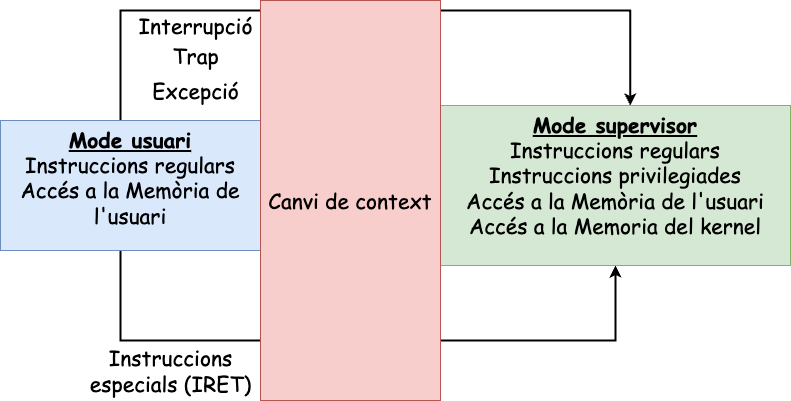 Interrupció
Trap
Excepció
Mode usuari
Instruccions regulars
Accés a la Memòria de
l'usuari
Canvi de context
Mode supervisor
Instruccions regulars
Instruccions privilegiades
Accés a la Memòria de l'usuari
Accés a la Memoria del kernel
Instruccions
especials (IRET)